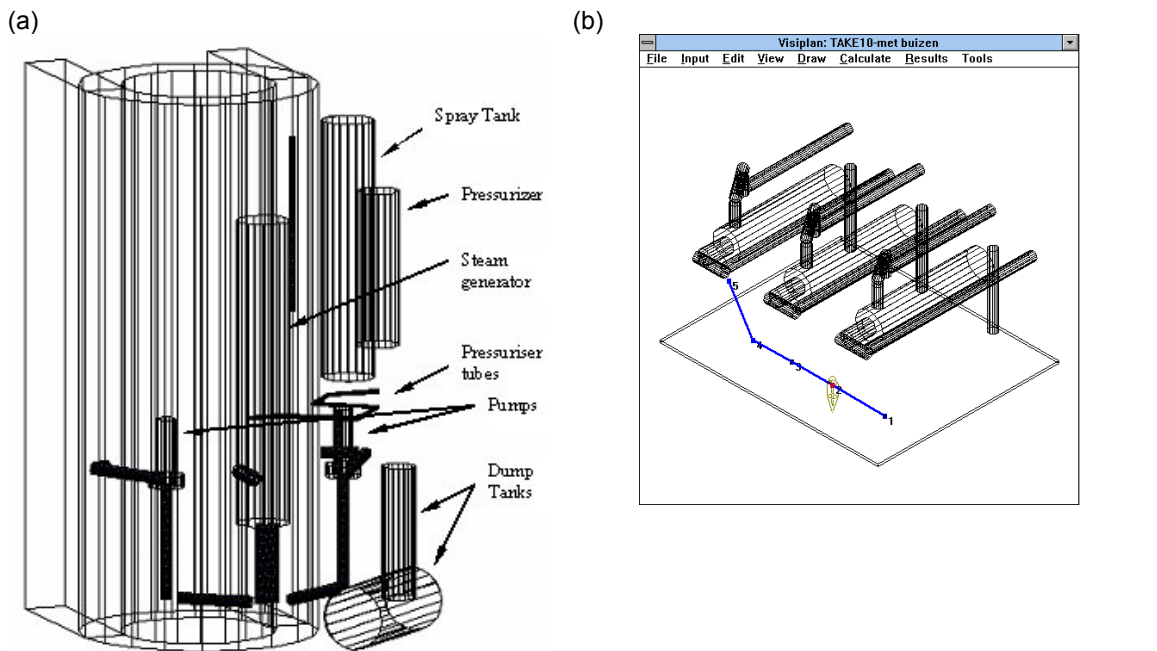 (a)
Spray Tank
Pressurizer
Steam
generator
Pressuriser
tubes
Pumps
Dump
Tanks
(b)
Visiplan: TAKE10-met buizen
File Input Edit View Draw Calculate Results Tools
5
4
3
2
1